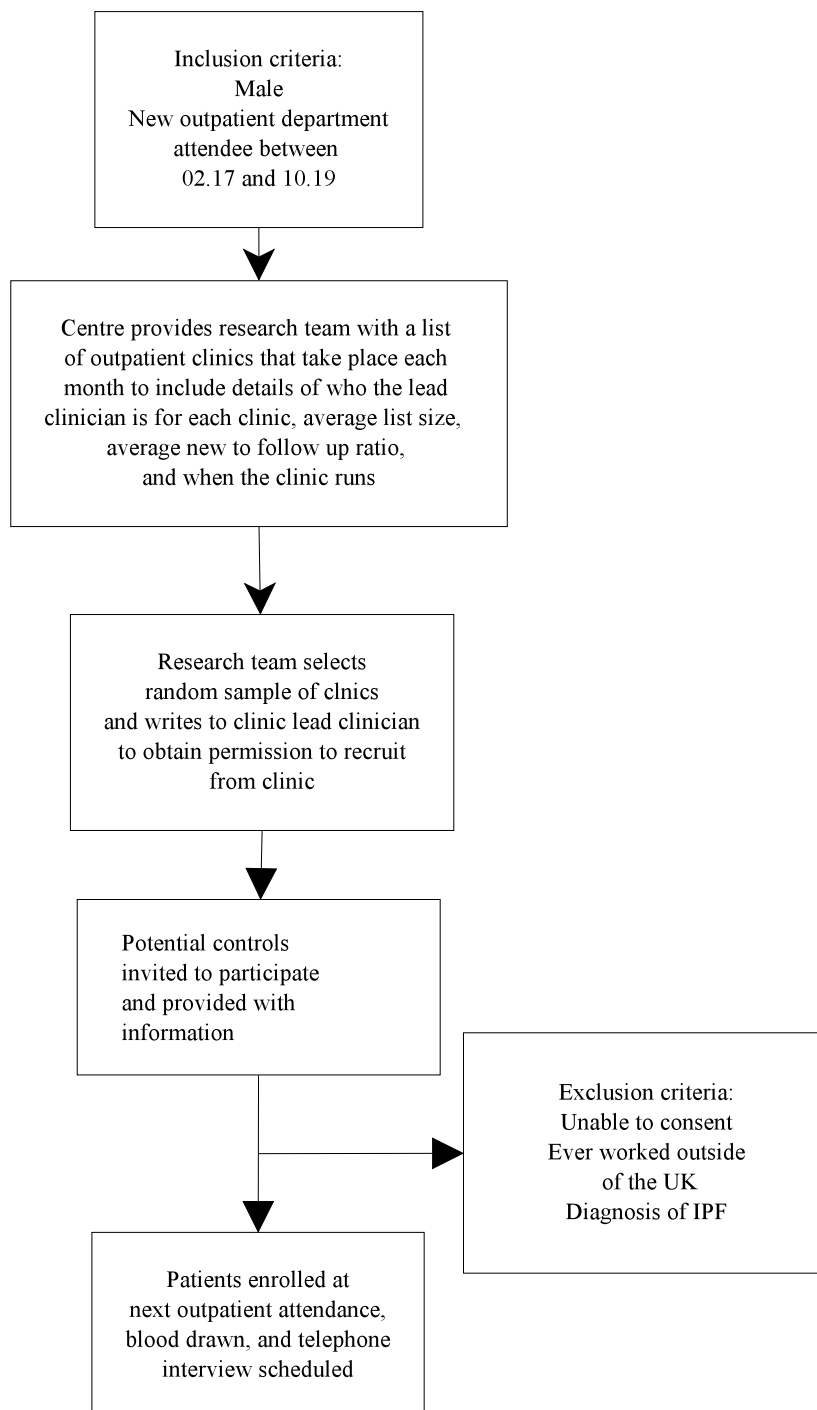 Inclusion criteria:
Male
New outpatient department
attendee between
02.17 and 10.19
Centre provides research team with a list
of outpatient clinics that take place each
month to include details of who the lead
clinician is for each clinic, average list size,
average new to follow up ratio,
and when the clinic runs
Research team selects
random sample of clnics
and writes to clinic lead clinician
to obtain permission to recruit
from clinic
Potential controls
invited to participate
and provided with
information
Exclusion criteria:
Unable to consent
Ever worked outside
of the UK
Diagnosis of IPF
Patients enrolled at
next outpatient attendance,
blood drawn, and telephone
interview scheduled